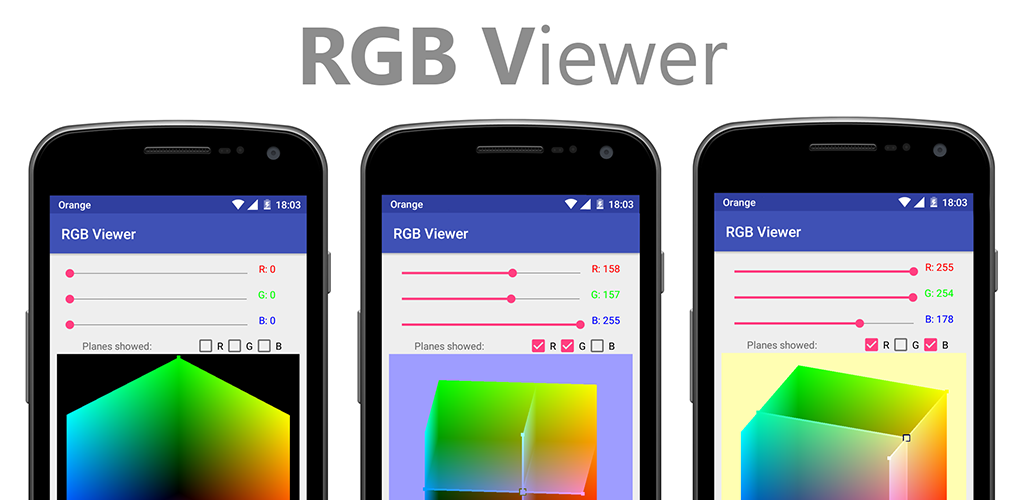 RGB Viewer
Orange 18:03
RGB Viewer
R: 0
G: 0
B: 0
Planes showed: R G B
Orange 18:03
RGB Viewer
R: 158
G: 157
B: 255
Planes showed: R G B
Orange 18:03
RGB Viewer
R: 255
G: 254
B: 178
Planes showed: R G B